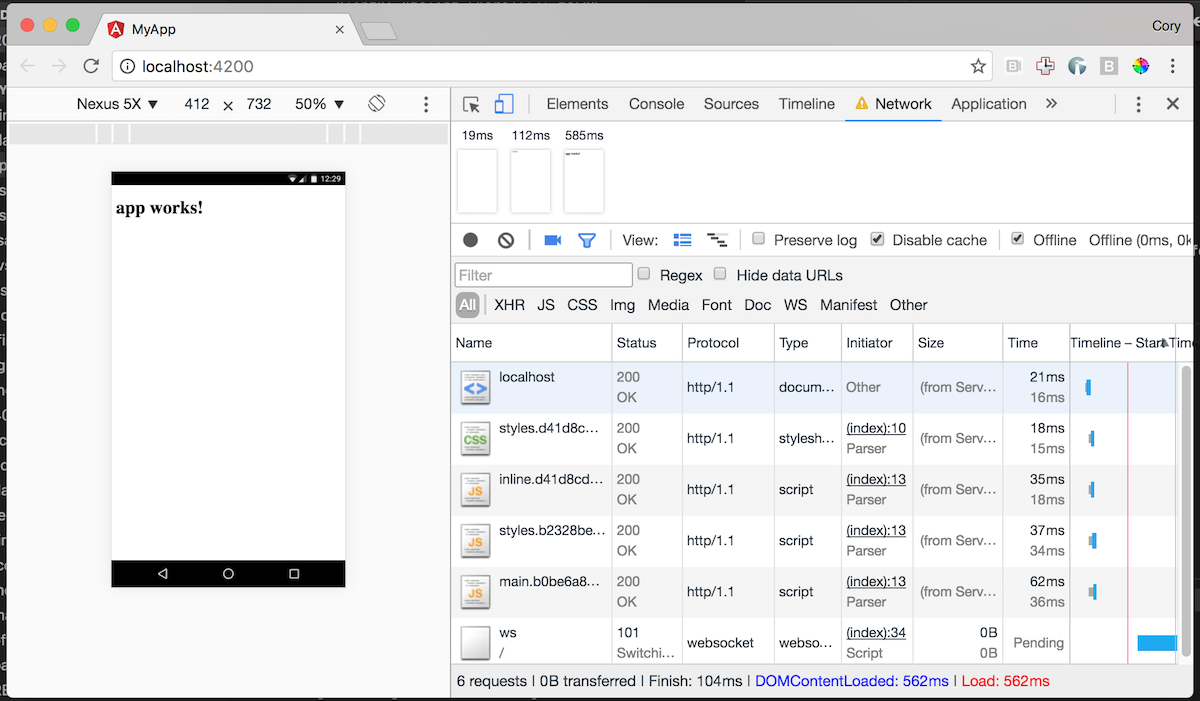 MyApp
Cory
localhost:4200
Nexus 5X ▼ 412 × 732 50% ▼
Elements Console Sources Timeline Network Application »
19ms 112ms 585ms
12:29
app works!
app works!
View: Preserve log Disable cache Offline Offline (0ms, 0k
Filter Regex Hide data URLs
All XHR JS CSS Img Media Font Doc WS Manifest Other
Name Status Protocol Type Initiator Size Time Timeline – Start Time
localhost 200 OK http/1.1 docum... Other (from Serv... 21ms 16ms
CSS styles.d41d8c... 200 OK http/1.1 stylesh... (index):10 Parser (from Serv... 18ms 15ms
JS inline.d41d8cd... 200 OK http/1.1 script (index):13 Parser (from Serv... 35ms 18ms
JS styles.b2328be... 200 OK http/1.1 script (index):13 Parser (from Serv... 37ms 34ms
JS main.b0be6a8... 200 OK http/1.1 script (index):13 Parser (from Serv... 62ms 36ms
ws / 101 Switchi... websocket webso... (index):34 Script 0B 0B Pending
6 requests | 0B transferred | Finish: 104ms | DOMContentLoaded: 562ms | Load: 562ms